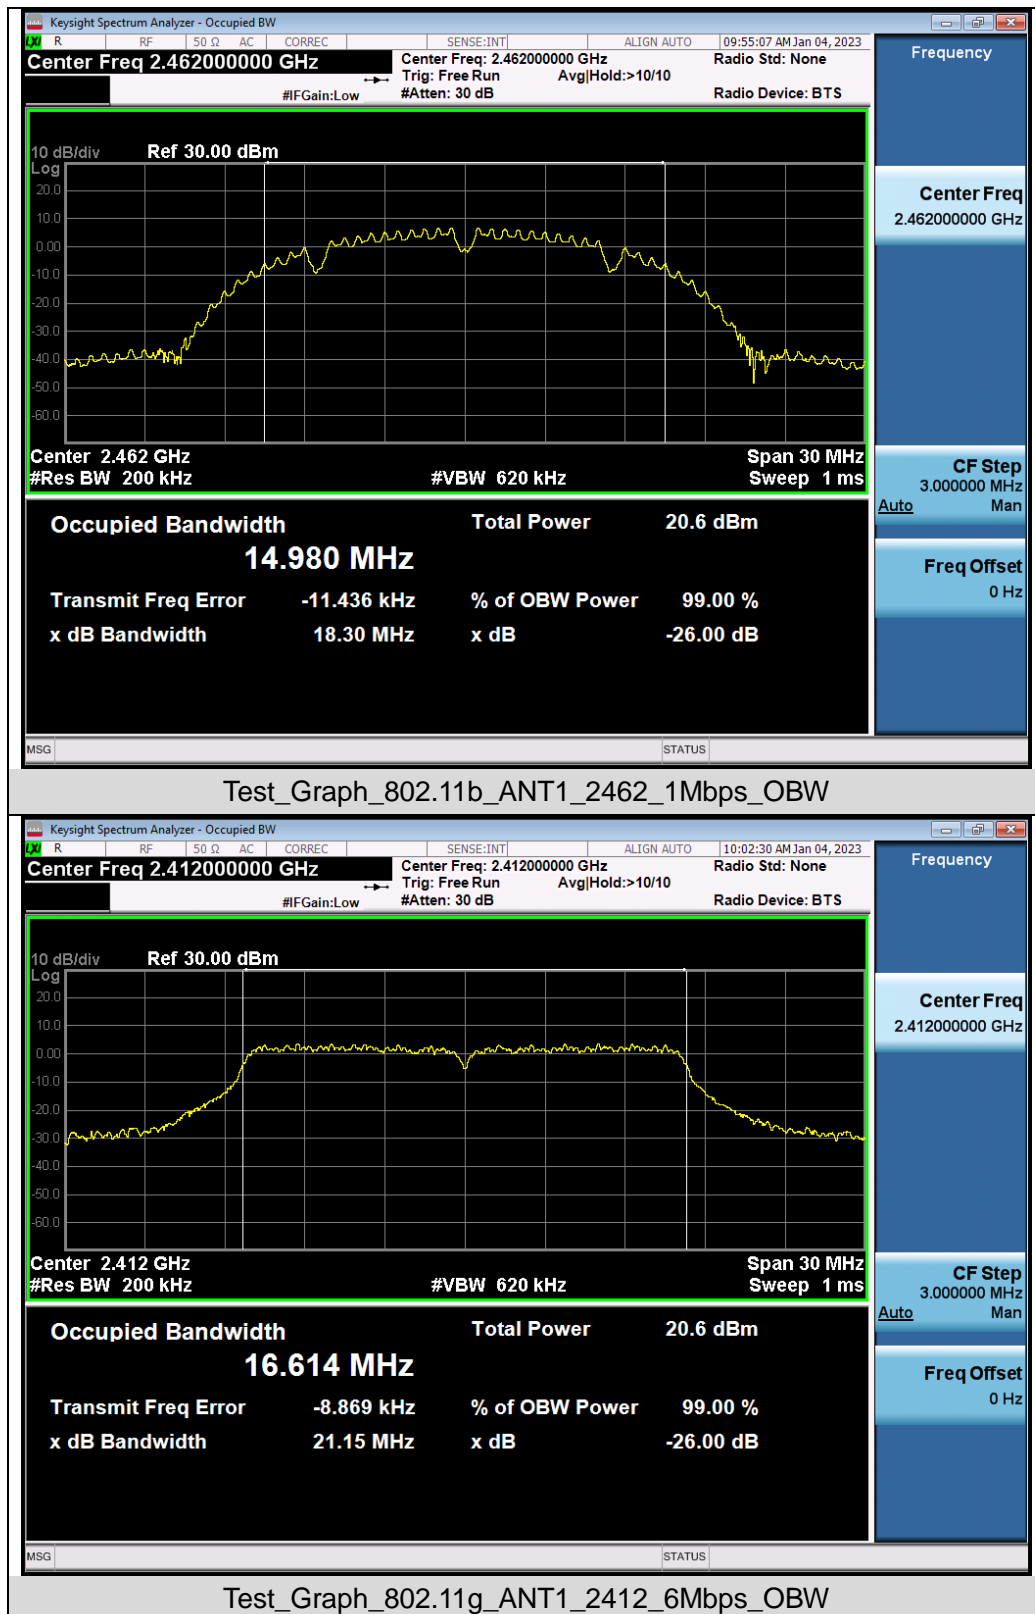 Keysight Spectrum Analyzer - Occupied BW
LXI R RF 50 Ω AC CORREC SENSE:INT ALIGN AUTO 09:55:07 AM Jan 04, 2023
Center Freq 2.462000000 GHz
Center Freq: 2.462000000 GHz
Radio Std: None
Trig: Free Run
Avg|Hold:>10/10
#IFGain:Low
#Atten: 30 dB
Radio Device: BTS
10 dB/div
Ref 30.00 dBm
Log
20.0
10.0
0.00
-10.0
-20.0
-30.0
-40.0
-50.0
-60.0
Center 2.462 GHz
Span 30 MHz
#Res BW 200 kHz
#VBW 620 kHz
Sweep 1 ms
Occupied Bandwidth
Total Power 20.6 dBm
14.980 MHz
Transmit Freq Error -11.436 kHz
% of OBW Power 99.00 %
x dB Bandwidth 18.30 MHz
x dB -26.00 dB
Frequency
Center Freq
2.462000000 GHz
CF Step
3.000000 MHz
Auto Man
Freq Offset
0 Hz
MSG STATUS
Test_Graph_802.11b_ANT1_2462_1Mbps_OBW
Keysight Spectrum Analyzer - Occupied BW
LXI R RF 50 Ω AC CORREC SENSE:INT ALIGN AUTO 10:02:30 AM Jan 04, 2023
Center Freq 2.412000000 GHz
Center Freq: 2.412000000 GHz
Radio Std: None
Trig: Free Run
Avg|Hold:>10/10
#IFGain:Low
#Atten: 30 dB
Radio Device: BTS
10 dB/div
Ref 30.00 dBm
Log
20.0
10.0
0.00
-10.0
-20.0
-30.0
-40.0
-50.0
-60.0
Center 2.412 GHz
Span 30 MHz
#Res BW 200 kHz
#VBW 620 kHz
Sweep 1 ms
Occupied Bandwidth
Total Power 20.6 dBm
16.614 MHz
Transmit Freq Error -8.869 kHz
% of OBW Power 99.00 %
x dB Bandwidth 21.15 MHz
x dB -26.00 dB
Frequency
Center Freq
2.412000000 GHz
CF Step
3.000000 MHz
Auto Man
Freq Offset
0 Hz
MSG STATUS
Test_Graph_802.11g_ANT1_2412_6Mbps_OBW